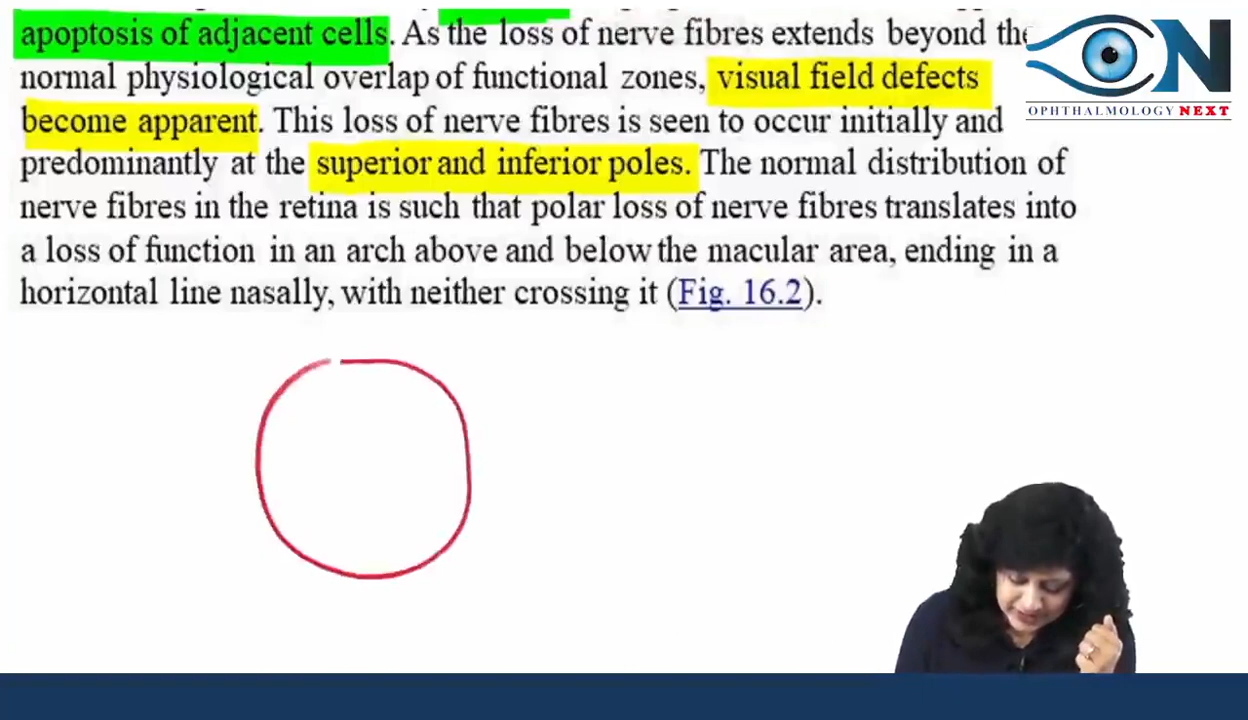 apoptosis of adjacent cells. As the loss of nerve fibres extends beyond the
normal physiological overlap of functional zones, visual field defects
become apparent. This loss of nerve fibres is seen to occur initially and
predominantly at the superior and inferior poles. The normal distribution of
nerve fibres in the retina is such that polar loss of nerve fibres translates into
a loss of function in an arch above and below the macular area, ending in a
horizontal line nasally, with neither crossing it (Fig. 16.2).
ON
OPHTHALMOLOGY NEXT